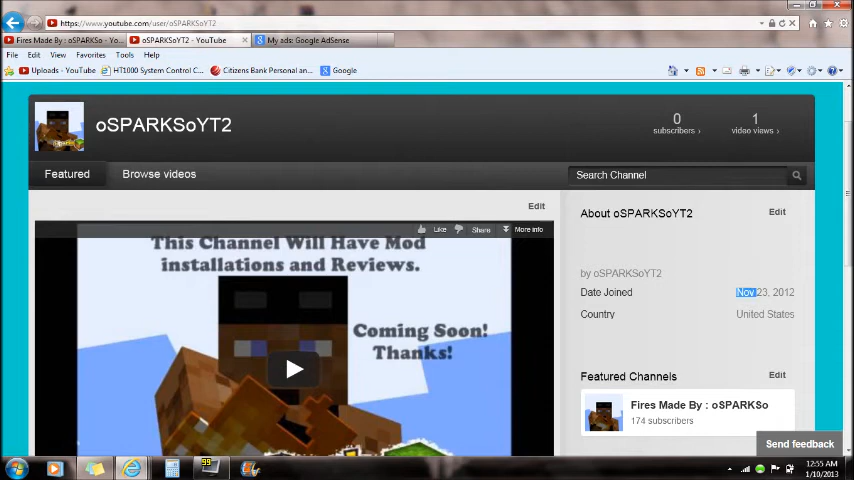 https://www.youtube.com/user/oSPARKSoYT2
Fires Made By : oSPARKSo - Yo...
oSPARKSoYT2 - YouTube
My ads: Google AdSense
File Edit View Favorites Tools Help
Uploads - YouTube
HT1000 System Control C...
Citizens Bank Personal an...
Google
oSPARKSoYT2
0
subscribers ›
1
video views ›
Featured
Browse videos
Search Channel
Edit
Like
Share
More info
This Channel Will Have Mod
installations and Reviews.
Coming Soon!
Thanks!
About oSPARKSoYT2
Edit
by oSPARKSoYT2
Date Joined
Nov 23, 2012
Country
United States
Featured Channels
Edit
Fires Made By : oSPARKSo
174 subscribers
Send feedback
12:55 AM
1/10/2013